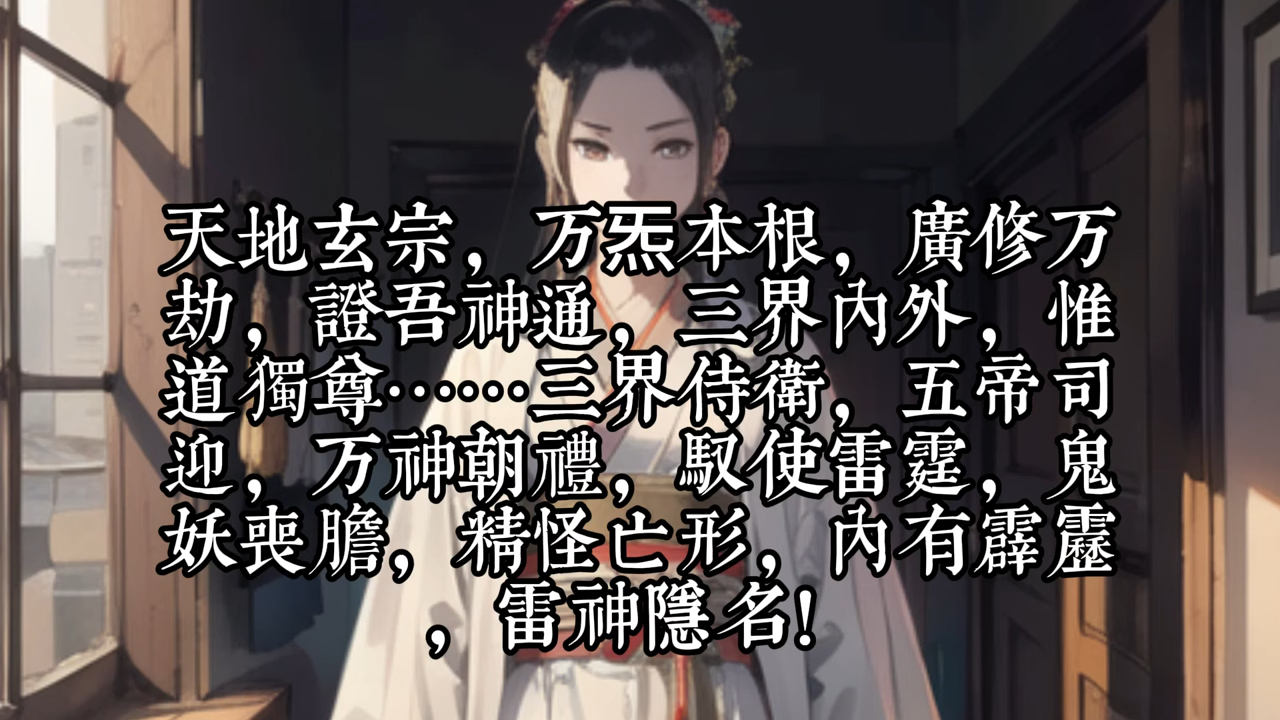 天地玄宗，万炁本根，廣修万
劫，證吾神通，三界內外，惟
道獨尊……三界侍衛，五帝司
迎，万神朝禮，馭使雷霆，鬼
妖喪膽，精怪亡形，內有霹靂
，雷神隱名！